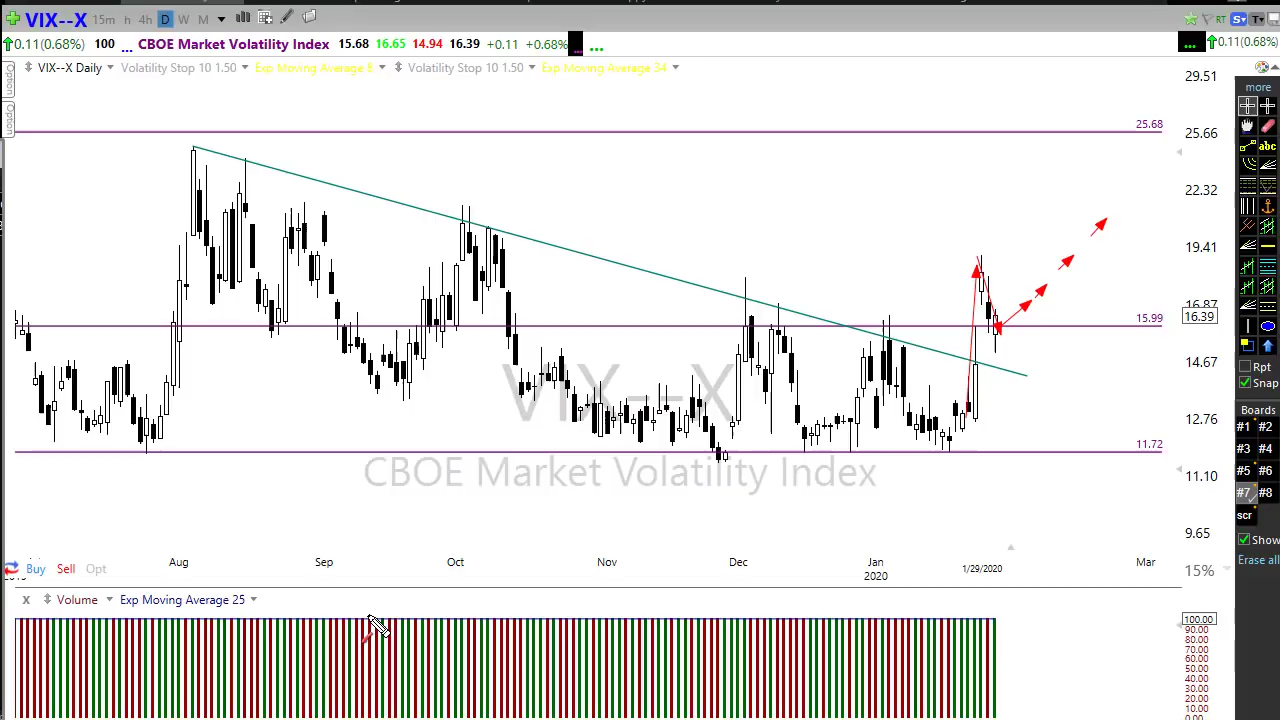 VIX--X 15m h 4h D W M RT S T
0.11(0.68%) 100 ... CBOE Market Volatility Index 15.68 16.65 14.94 16.39 +0.11 +0.68% ... ... 0.11(0.68%)
VIX--X Daily Volatility Stop 10 1.50 Exp Moving Average 8 Volatility Stop 10 1.50 Exp Moving Average 34
Option
Option
29.51
25.68
25.66
22.32
19.41
16.87
15.99
16.39
14.67
12.76
11.72
11.10
9.65
15%
VIX--X
CBOE Market Volatility Index
Aug Sep Oct Nov Dec Jan 1/29/2020 Mar
2020
Buy Sell Opt
X Volume Exp Moving Average 25
100.00
90.00
80.00
70.00
60.00
50.00
40.00
30.00
20.00
10.00
0.00
more
abc
Rpt
Snap
Boards
#1 #2
#3 #4
#5 #6
#7 #8
scr
Show
Erase all